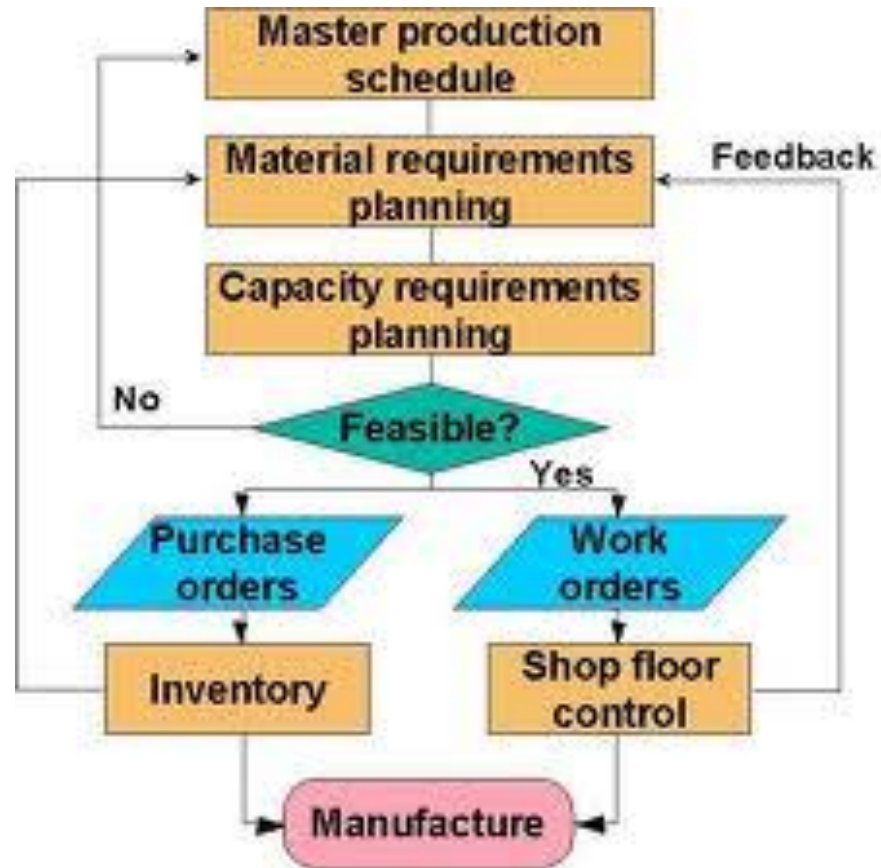 Master production
schedule
Material requirements
planning
Feedback
Capacity requirements
planning
No
Feasible?
Yes
Purchase
orders
Work
orders
Inventory
Shop floor
control
Manufacture